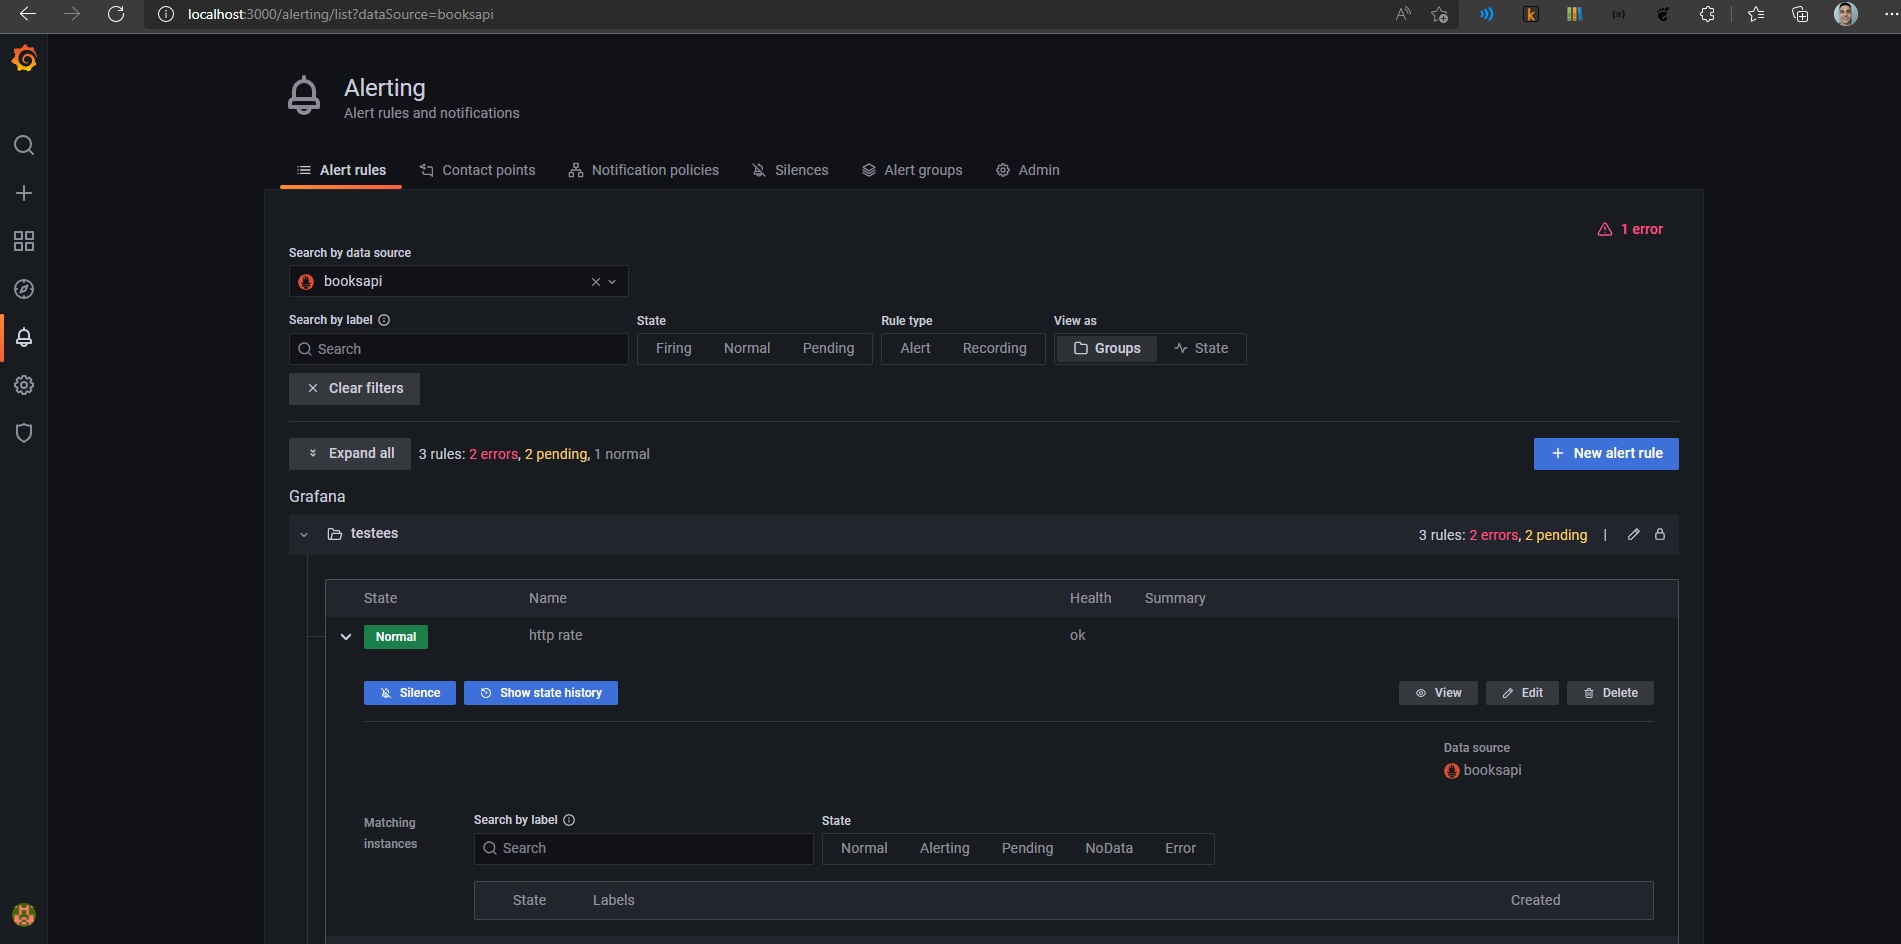 localhost:3000/alerting/list?dataSource=booksapi
Alerting
Alert rules and notifications
Alert rules
Contact points
Notification policies
Silences
Alert groups
Admin
1 error
Search by data source
booksapi
Search by label
State
Rule type
View as
Search
Firing
Normal
Pending
Alert
Recording
Groups
State
Clear filters
Expand all
3 rules: 2 errors, 2 pending, 1 normal
New alert rule
Grafana
testees
3 rules: 2 errors, 2 pending
State
Name
Health
Summary
Normal
http rate
ok
Silence
Show state history
View
Edit
Delete
Data source
booksapi
Matching
instances
Search by label
State
Search
Normal
Alerting
Pending
NoData
Error
State
Labels
Created